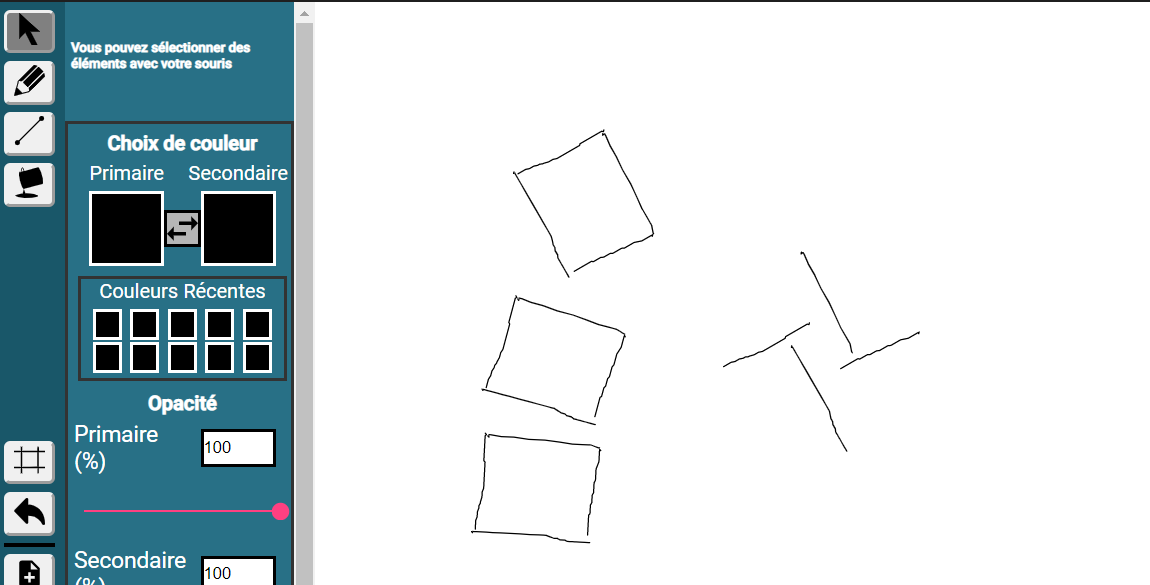 Vous pouvez sélectionner des
éléments avec votre souris
Choix de couleur
Primaire Secondaire
Couleurs Récentes
Opacité
Primaire
(%)
100
Secondaire
(%)
100